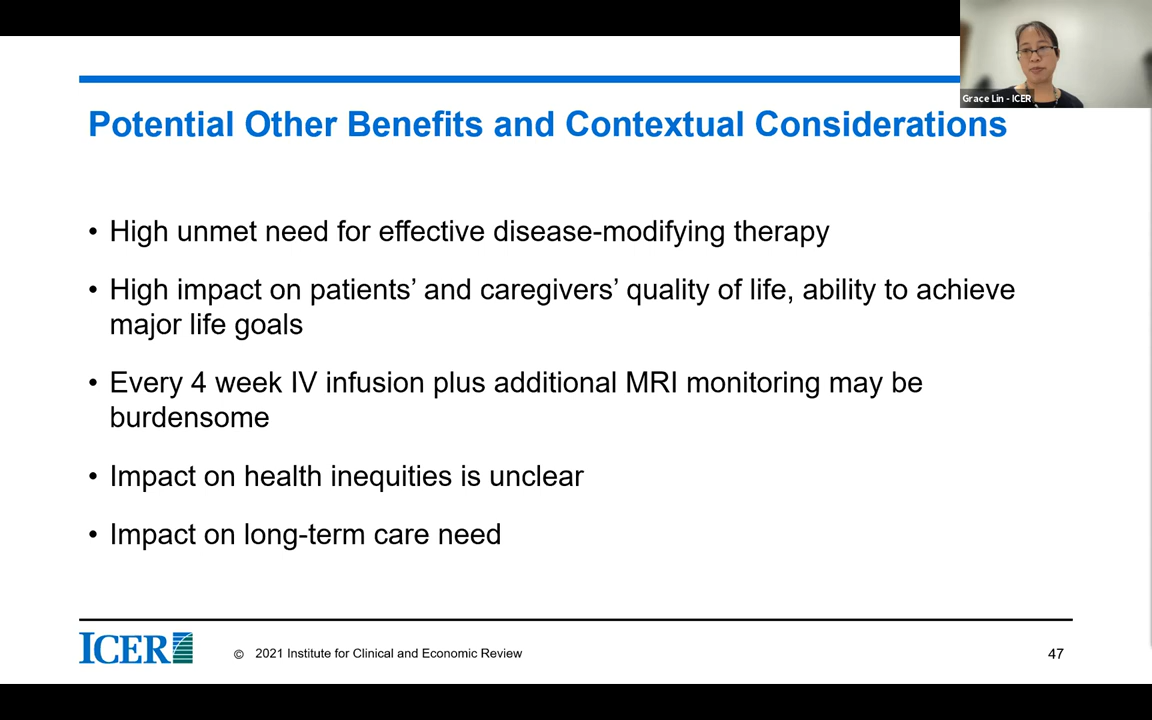 Grace Lin - ICER
Potential Other Benefits and Contextual Considerations
• High unmet need for effective disease-modifying therapy
• High impact on patients’ and caregivers’ quality of life, ability to achieve
major life goals
• Every 4 week IV infusion plus additional MRI monitoring may be
burdensome
• Impact on health inequities is unclear
• Impact on long-term care need
ICER
© 2021 Institute for Clinical and Economic Review
47